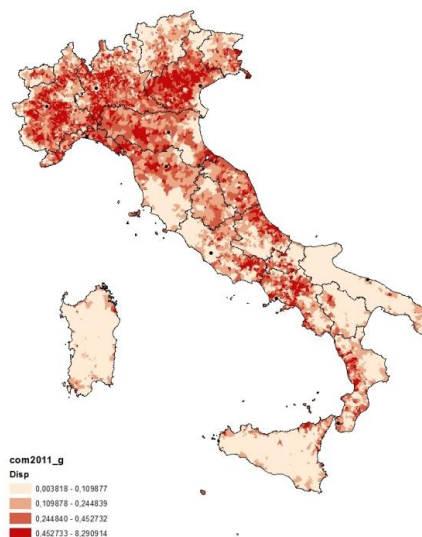 com2011_g
Disp
0,003818 - 0,109877
0,109878 - 0,244839
0,244840 - 0,452732
0,452733 - 8,290914